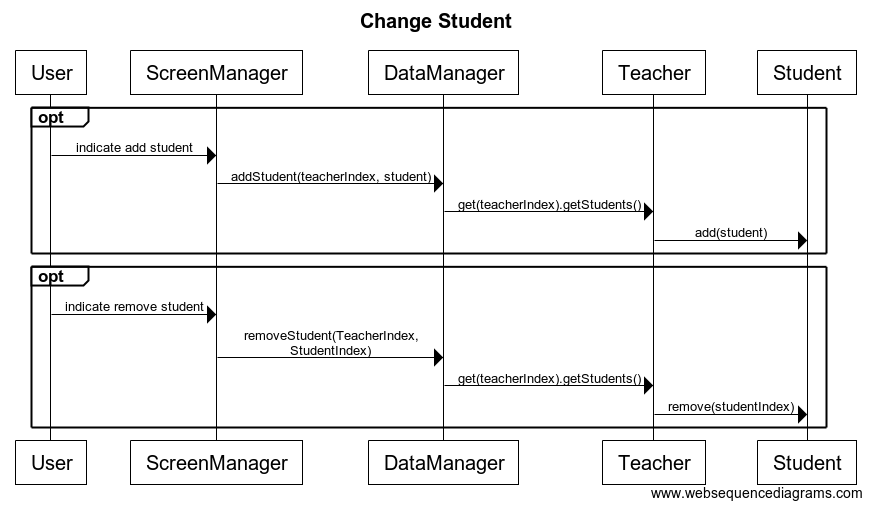 Change Student
User ScreenManager DataManager Teacher Student
opt
indicate add student
addStudent(teacherIndex, student)
get(teacherIndex).getStudents()
add(student)
opt
indicate remove student
removeStudent(TeacherIndex,
StudentIndex)
get(teacherIndex).getStudents()
remove(studentIndex)
User ScreenManager DataManager Teacher Student
www.websequencediagrams.com